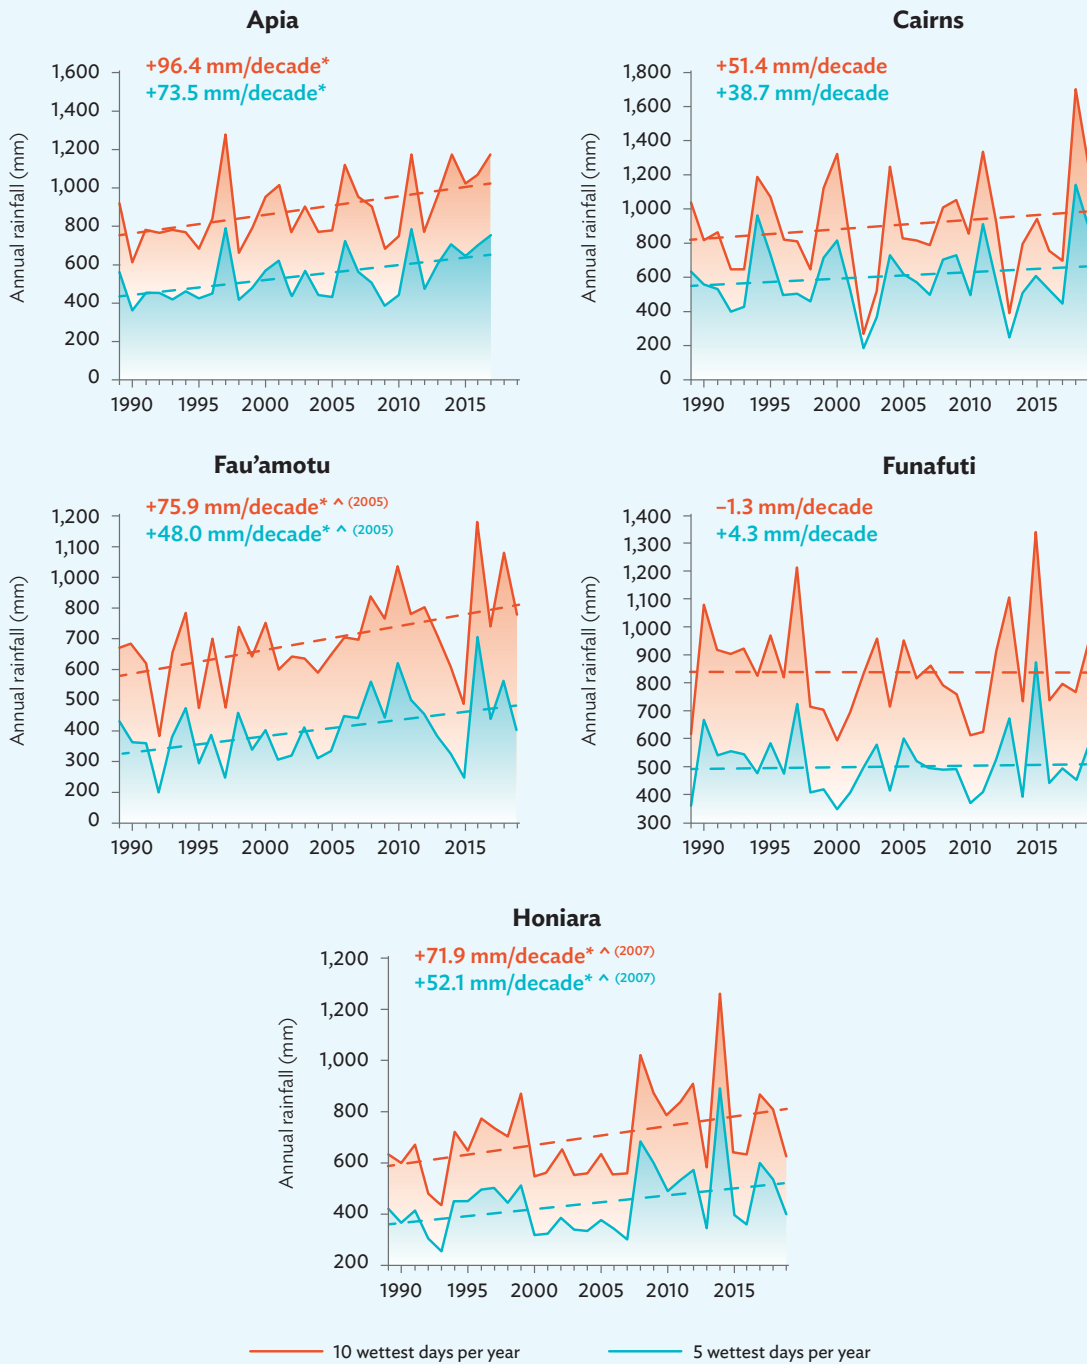 Apia
+96.4 mm/decade*
+73.5 mm/decade*
Annual rainfall (mm)
1,600
1,400
1,200
1,000
800
600
400
200
0
1990 1995 2000 2005 2010 2015
Cairns
+51.4 mm/decade
+38.7 mm/decade
Annual rainfall (mm)
1,800
1,600
1,400
1,200
1,000
800
600
400
200
0
1990 1995 2000 2005 2010 2015
Fau’amotu
+75.9 mm/decade* ^ (2005)
+48.0 mm/decade* ^ (2005)
Annual rainfall (mm)
1,200
1,100
1,000
800
700
600
500
400
300
200
0
1990 1995 2000 2005 2010 2015
Funafuti
–1.3 mm/decade
+4.3 mm/decade
Annual rainfall (mm)
1,400
1,300
1,200
1,100
1,000
900
800
700
600
500
400
300
1990 1995 2000 2005 2010 2015
Honiara
+71.9 mm/decade* ^ (2007)
+52.1 mm/decade* ^ (2007)
Annual rainfall (mm)
1,200
1,200
1,000
800
600
400
200
1990 1995 2000 2005 2010 2015
10 wettest days per year 5 wettest days per year